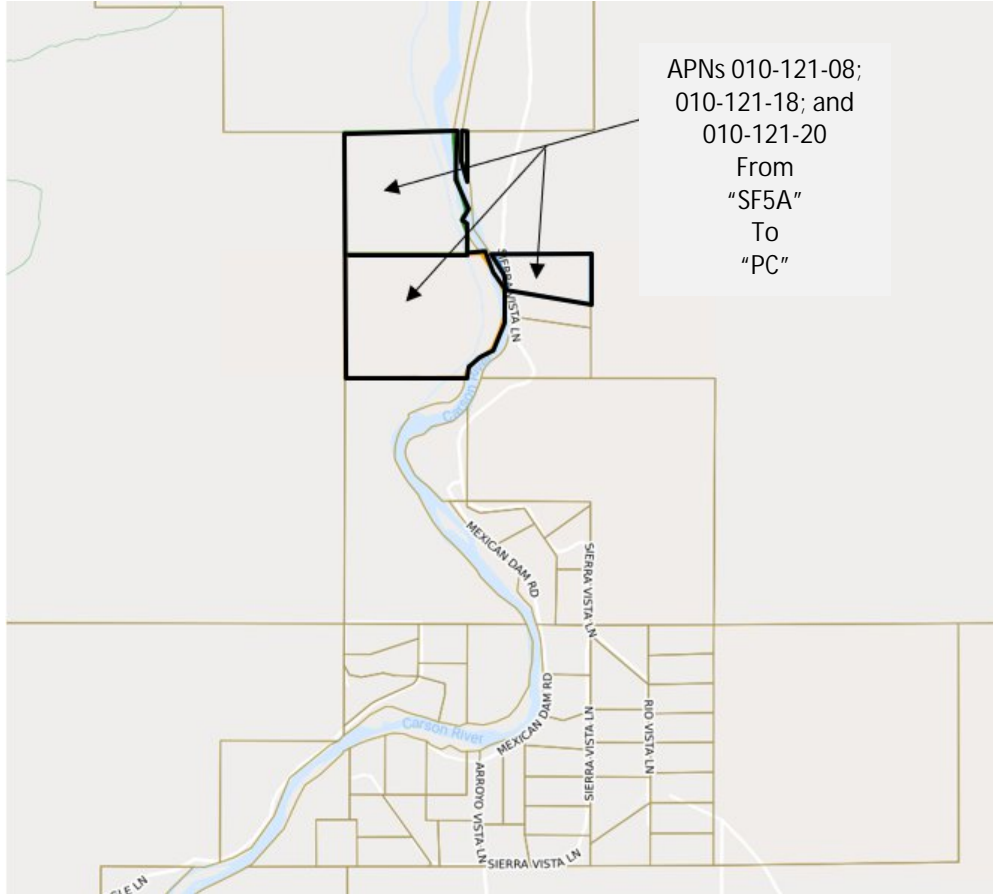 APNs 010-121-08;
010-121-18; and
010-121-20
From
“SF5A”
To
“PC”
SIERRA VISTA LN
Carson River
MEXICAN DAM RD
SIERRA VISTA LN
MEXICAN DAM RD
SIERRA VISTA LN
RIO VISTA LN
Carson River
ARROYO VISTA LN
SIERRA VISTA LN